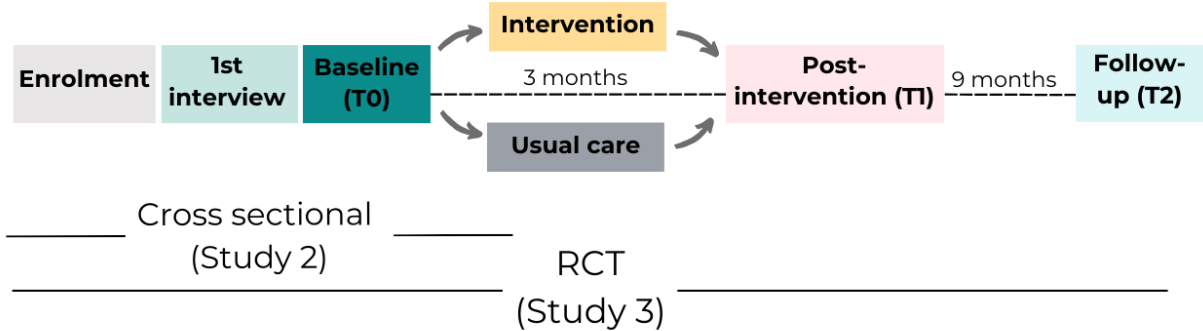 Enrolment
1st
interview
Baseline
(T0)
Intervention
3 months
Usual care
Post-
intervention (T1)
9 months
Follow-
up (T2)
Cross sectional
(Study 2)
RCT
(Study 3)